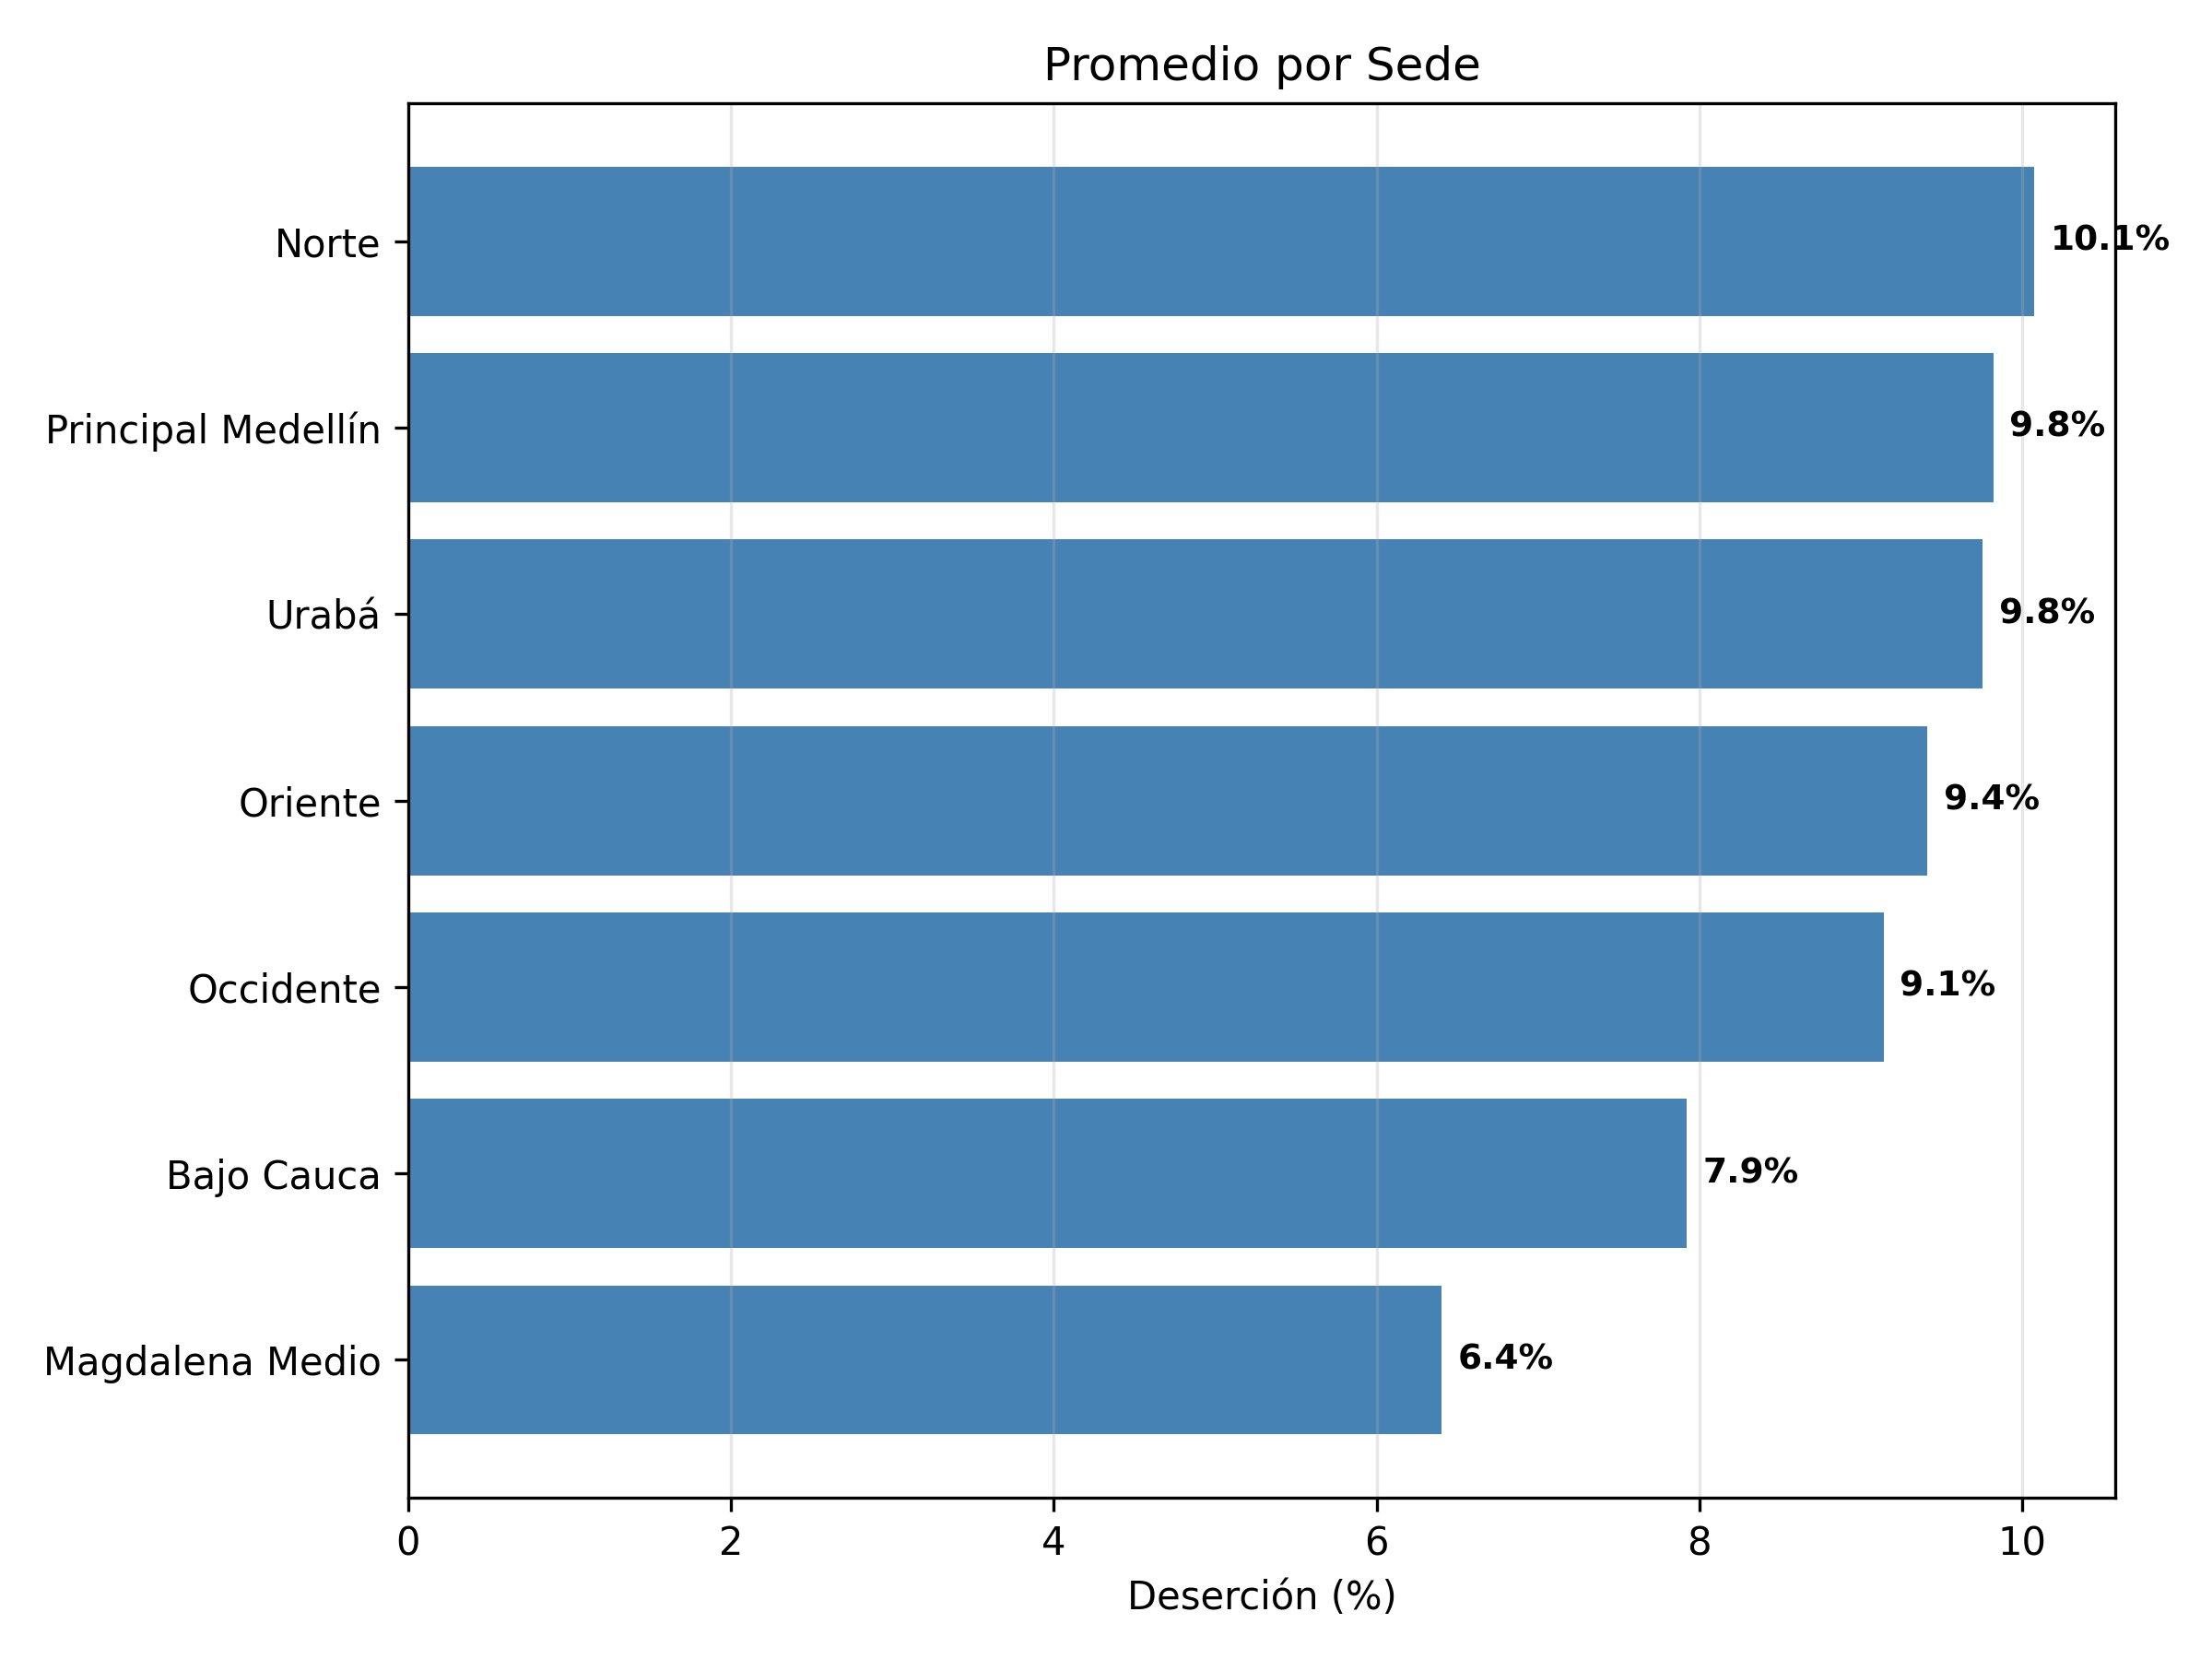 Promedio por Sede
Norte
10.1%
Principal Medellín
9.8%
Urabá
9.8%
Oriente
9.4%
Occidente
9.1%
Bajo Cauca
7.9%
Magdalena Medio
6.4%
0 2 4 6 8 10
Deserción (%)